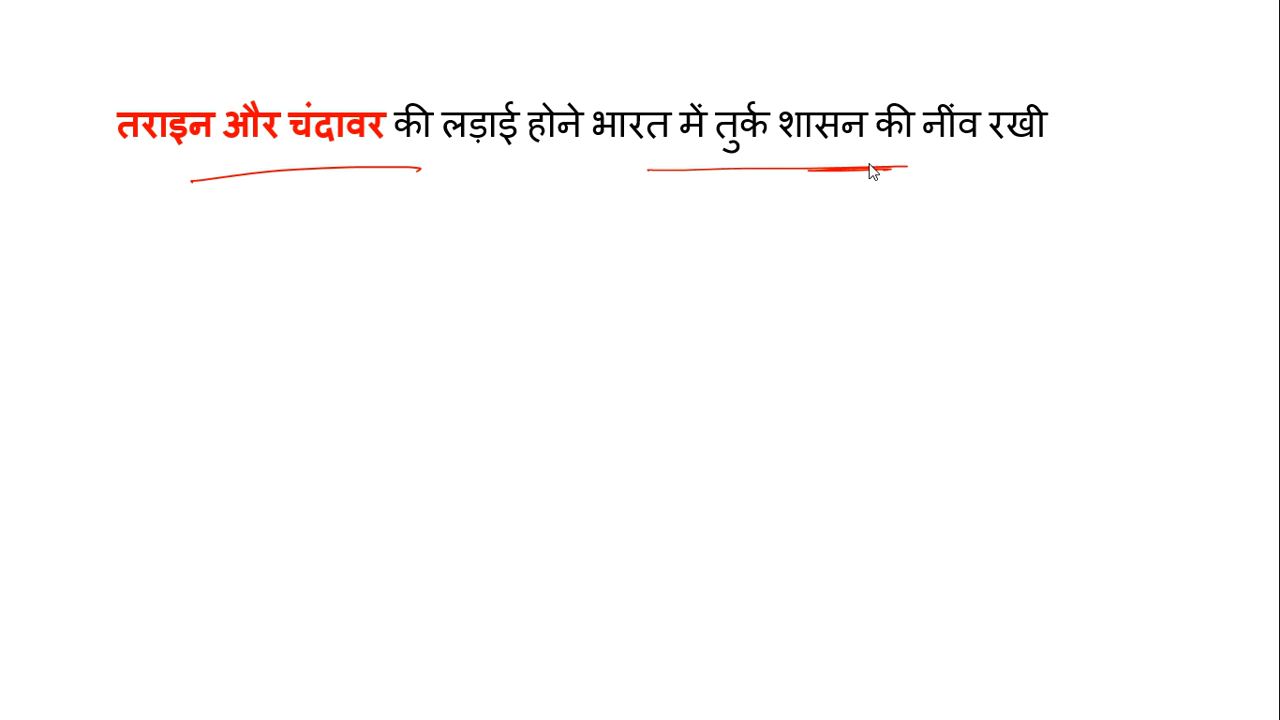 तराइन और चंदावर की लड़ाई होने भारत में तुर्क शासन की नींव रखी